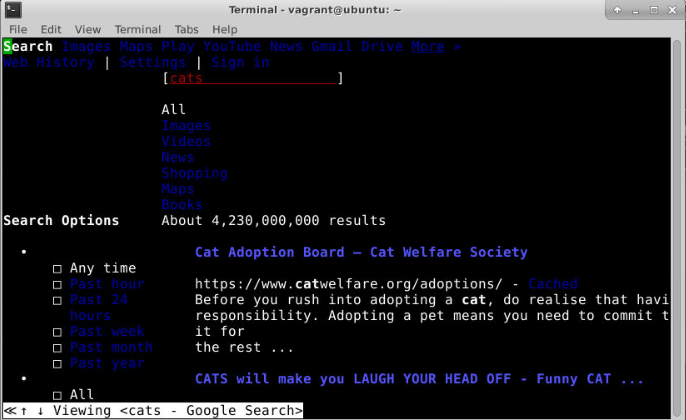 Terminal - vagrant@ubuntu: ~
File Edit View Terminal Tabs Help
Search Images Maps Play YouTube News Gmail Drive More »
Web History | Settings | Sign in
[cats                    ]
All
Images
Videos
News
Shopping
Maps
Books
Search Options About 4,230,000,000 results
• Cat Adoption Board – Cat Welfare Society
□ Any time
□ Past hour https://www.catwelfare.org/adoptions/ - Cached
□ Past 24 Before you rush into adopting a cat, do realise that havi
hours responsibility. Adopting a pet means you need to commit t
□ Past week it for
□ Past month the rest ...
□ Past year
• CATS will make you LAUGH YOUR HEAD OFF - Funny CAT ...
□ All
≪↑ ↓ Viewing <cats - Google Search>